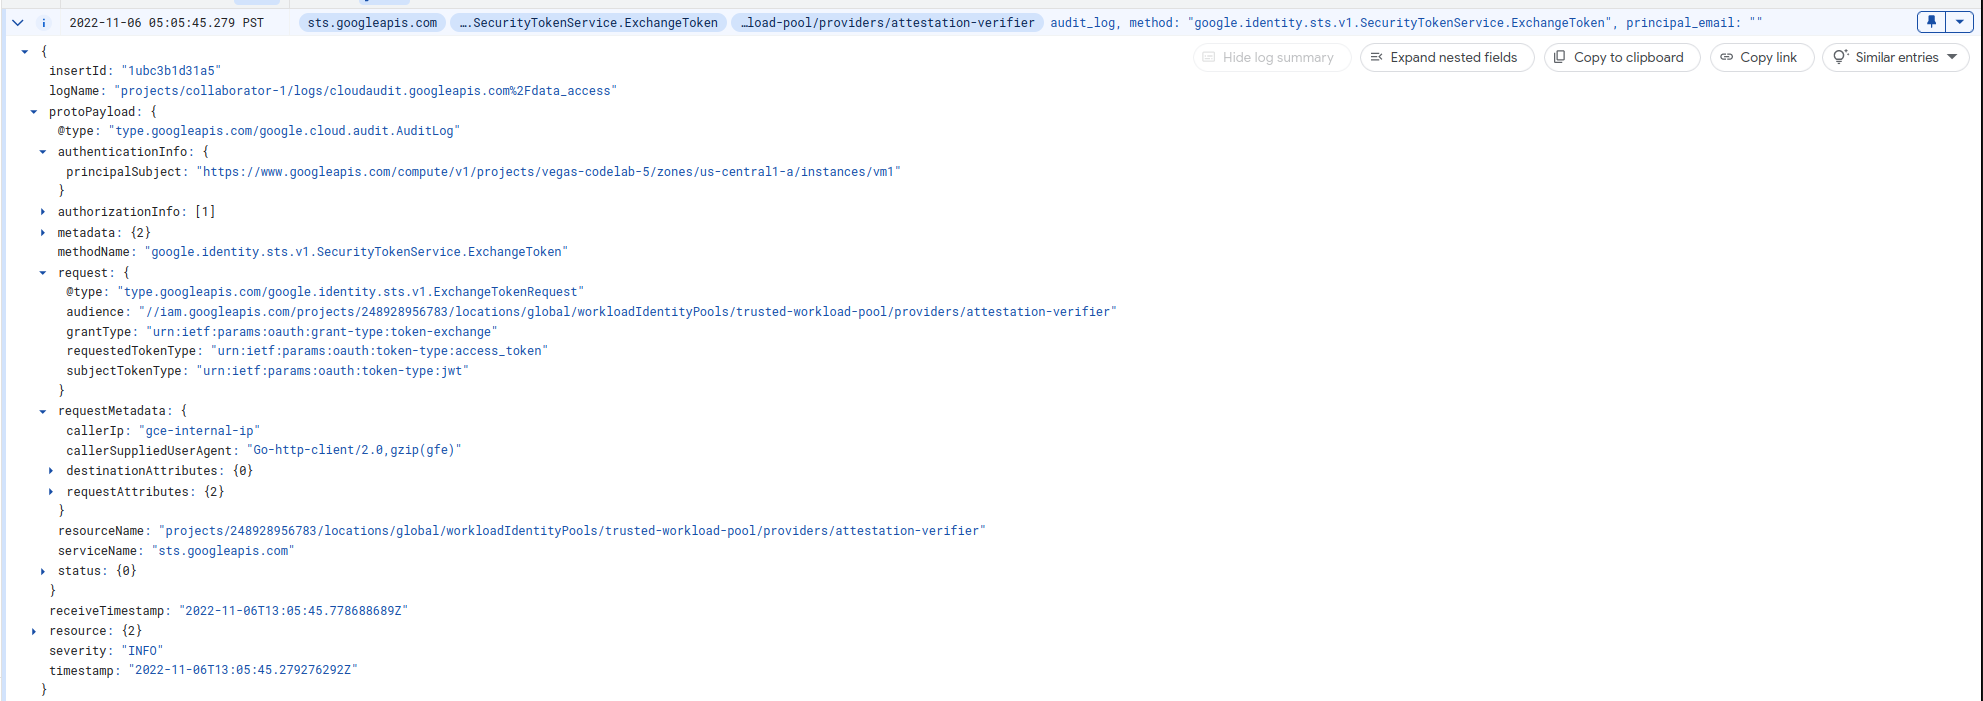 2022-11-06 05:05:45.279 PST sts.googleapis.com ….SecurityTokenService.ExchangeToken …load-pool/providers/attestation-verifier audit_log, method: "google.identity.sts.v1.SecurityTokenService.ExchangeToken", principal_email: ""
{
Hide log summary Expand nested fields Copy to clipboard Copy link Similar entries
insertId: "1ubc3b1d31a5"
logName: "projects/collaborator-1/logs/cloudaudit.googleapis.com%2Fdata_access"
protoPayload: {
@type: "type.googleapis.com/google.cloud.audit.AuditLog"
authenticationInfo: {
principalSubject: "https://www.googleapis.com/compute/v1/projects/vegas-codelab-5/zones/us-central1-a/instances/vm1"
}
authorizationInfo: [1]
metadata: {2}
methodName: "google.identity.sts.v1.SecurityTokenService.ExchangeToken"
request: {
@type: "type.googleapis.com/google.identity.sts.v1.ExchangeTokenRequest"
audience: "//iam.googleapis.com/projects/248928956783/locations/global/workloadIdentityPools/trusted-workload-pool/providers/attestation-verifier"
grantType: "urn:ietf:params:oauth:grant-type:token-exchange"
requestedTokenType: "urn:ietf:params:oauth:token-type:access_token"
subjectTokenType: "urn:ietf:params:oauth:token-type:jwt"
}
requestMetadata: {
callerIp: "gce-internal-ip"
callerSuppliedUserAgent: "Go-http-client/2.0,gzip(gfe)"
destinationAttributes: {0}
requestAttributes: {2}
}
resourceName: "projects/248928956783/locations/global/workloadIdentityPools/trusted-workload-pool/providers/attestation-verifier"
serviceName: "sts.googleapis.com"
status: {0}
}
receiveTimestamp: "2022-11-06T13:05:45.778688689Z"
resource: {2}
severity: "INFO"
timestamp: "2022-11-06T13:05:45.279276292Z"
}